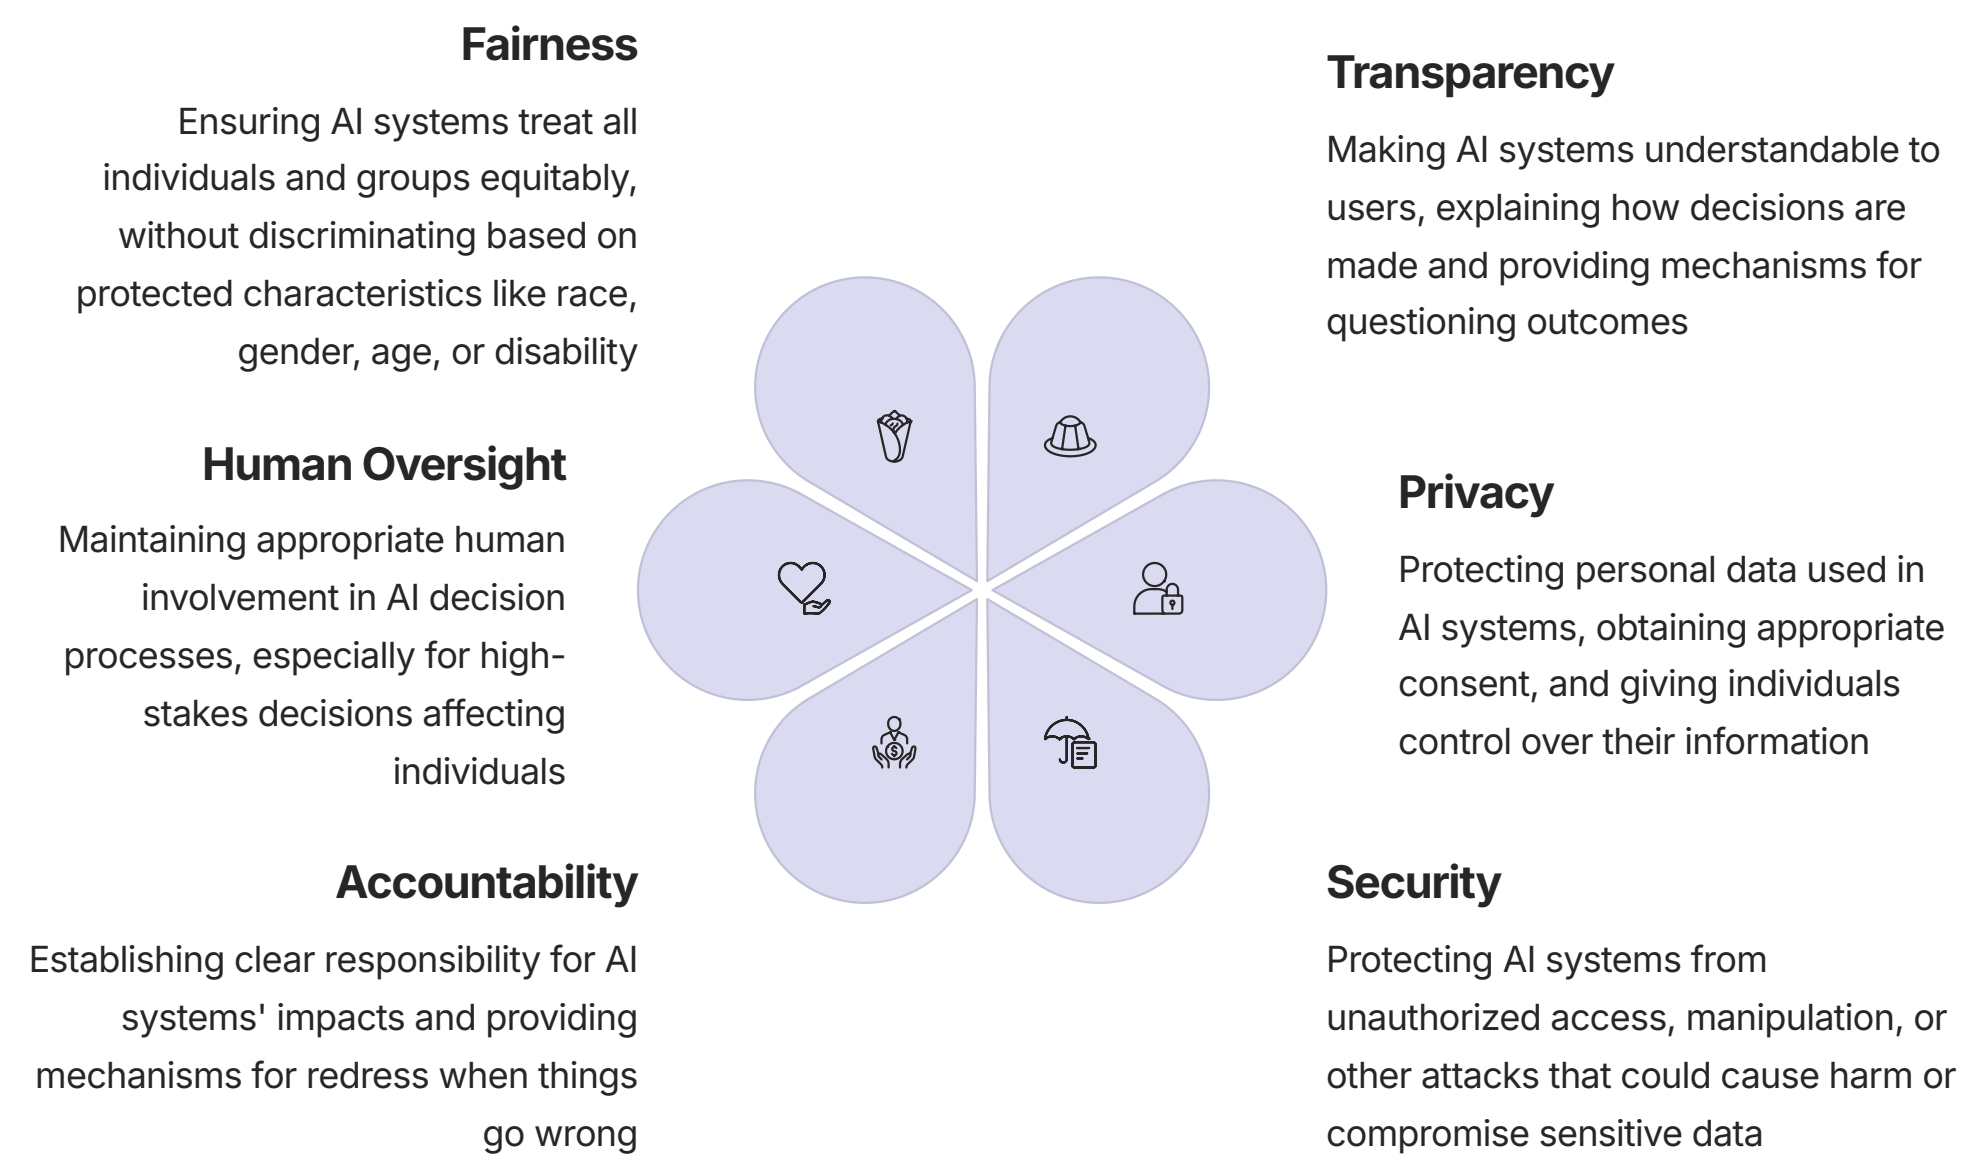 Fairness
Ensuring AI systems treat all
individuals and groups equitably,
without discriminating based on
protected characteristics like race,
gender, age, or disability
Transparency
Making AI systems understandable to
users, explaining how decisions are
made and providing mechanisms for
questioning outcomes
Human Oversight
Maintaining appropriate human
involvement in AI decision
processes, especially for high-
stakes decisions affecting
individuals
Privacy
Protecting personal data used in
AI systems, obtaining appropriate
consent, and giving individuals
control over their information
Accountability
Establishing clear responsibility for AI
systems' impacts and providing
mechanisms for redress when things
go wrong
Security
Protecting AI systems from
unauthorized access, manipulation, or
other attacks that could cause harm or
compromise sensitive data
$